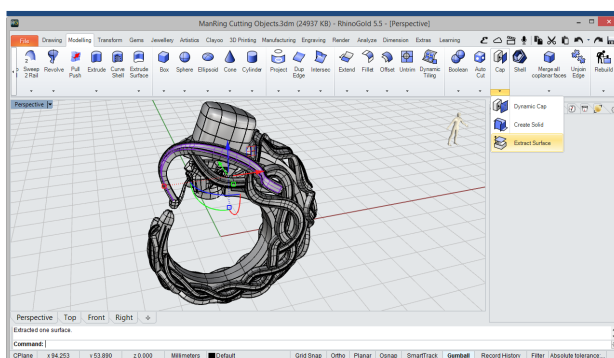 ManRing Cutting Objects.3dm (24937 KB) - RhinoGold 5.5 - [Perspective]
File Drawing Modelling Transform Gems Jewellery Artistica Clayoo 3D Printing Manufacturing Engraving Render Analyze Dimension Extras Learning
Sweep 2 Rail Revolve Pull Push Extrude Curve Shell Extrude Surface Box Sphere Ellipsoid Cone Cylinder Project Dup Edge Intersec Extend Fillet Offset Untrim Dynamic Tiling Boolean Auto Cut Cap Shell Merge all coplanar faces Unjoin Edge Rebuild
Perspective
Dynamic Cap
Create Solid
Extract Surface
Perspective Top Front Right
Extracted one surface.
Command:
CPlane x 94.253 y 53.890 z 0.000 Millimeters Default Grid Snap Ortho Planar Osnap SmartTrack Gumball Record History Filter Absolute tolerance: